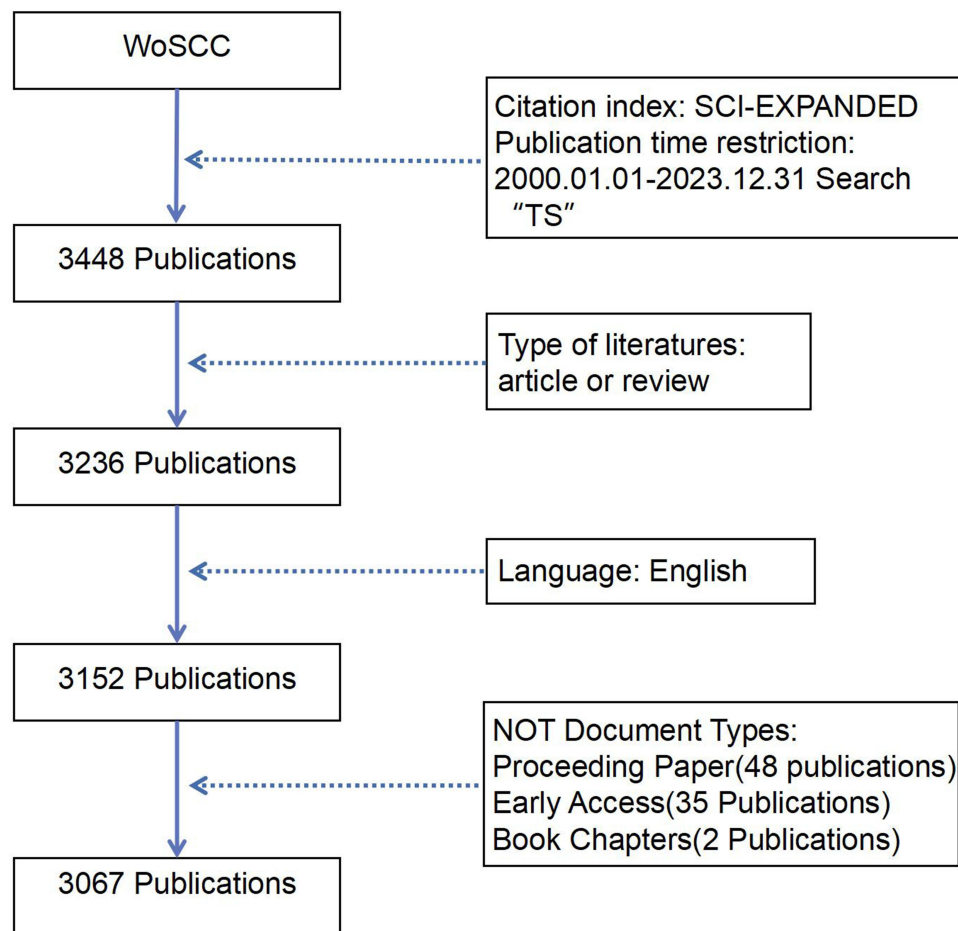 WoSCC
Citation index: SCI-EXPANDED
Publication time restriction:
2000.01.01-2023.12.31 Search
“TS”
3448 Publications
Type of literatures:
article or review
3236 Publications
Language: English
3152 Publications
NOT Document Types:
Proceeding Paper(48 publications)
Early Access(35 Publications)
Book Chapters(2 Publications)
3067 Publications